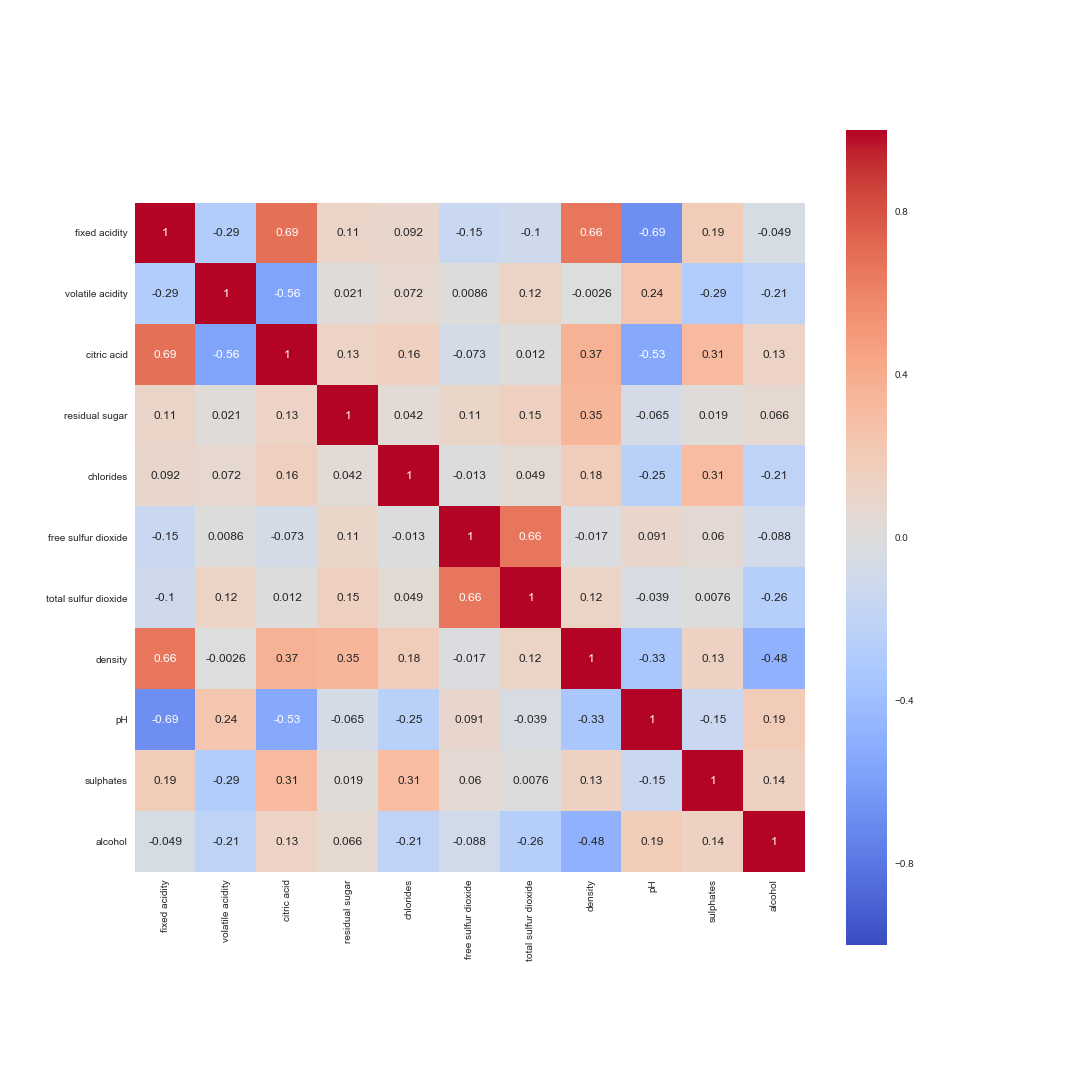 0.8
fixed acidity 1 -0.29 0.69 0.11 0.092 -0.15 -0.1 0.66 -0.69 0.19 -0.049
volatile acidity -0.29 1 -0.56 0.021 0.072 0.0086 0.12 -0.0026 0.24 -0.29 -0.21
citric acid 0.69 -0.56 1 0.13 0.16 -0.073 0.012 0.37 -0.53 0.31 0.13
0.4
residual sugar 0.11 0.021 0.13 1 0.042 0.11 0.15 0.35 -0.065 0.019 0.066
chlorides 0.092 0.072 0.16 0.042 1 -0.013 0.049 0.18 -0.25 0.31 -0.21
free sulfur dioxide -0.15 0.0086 -0.073 0.11 -0.013 1 0.66 -0.017 0.091 0.06 -0.088
0.0
total sulfur dioxide -0.1 0.12 0.012 0.15 0.049 0.66 1 0.12 -0.039 0.0076 -0.26
density 0.66 -0.0026 0.37 0.35 0.18 -0.017 0.12 1 -0.33 0.13 -0.48
−0.4
pH -0.69 0.24 -0.53 -0.065 -0.25 0.091 -0.039 -0.33 1 -0.15 0.19
sulphates 0.19 -0.29 0.31 0.019 0.31 0.06 0.0076 0.13 -0.15 1 0.14
alcohol -0.049 -0.21 0.13 0.066 -0.21 -0.088 -0.26 -0.48 0.19 0.14 1
−0.8
fixed acidity
volatile acidity
citric acid
residual sugar
chlorides
free sulfur dioxide
total sulfur dioxide
density
pH
sulphates
alcohol